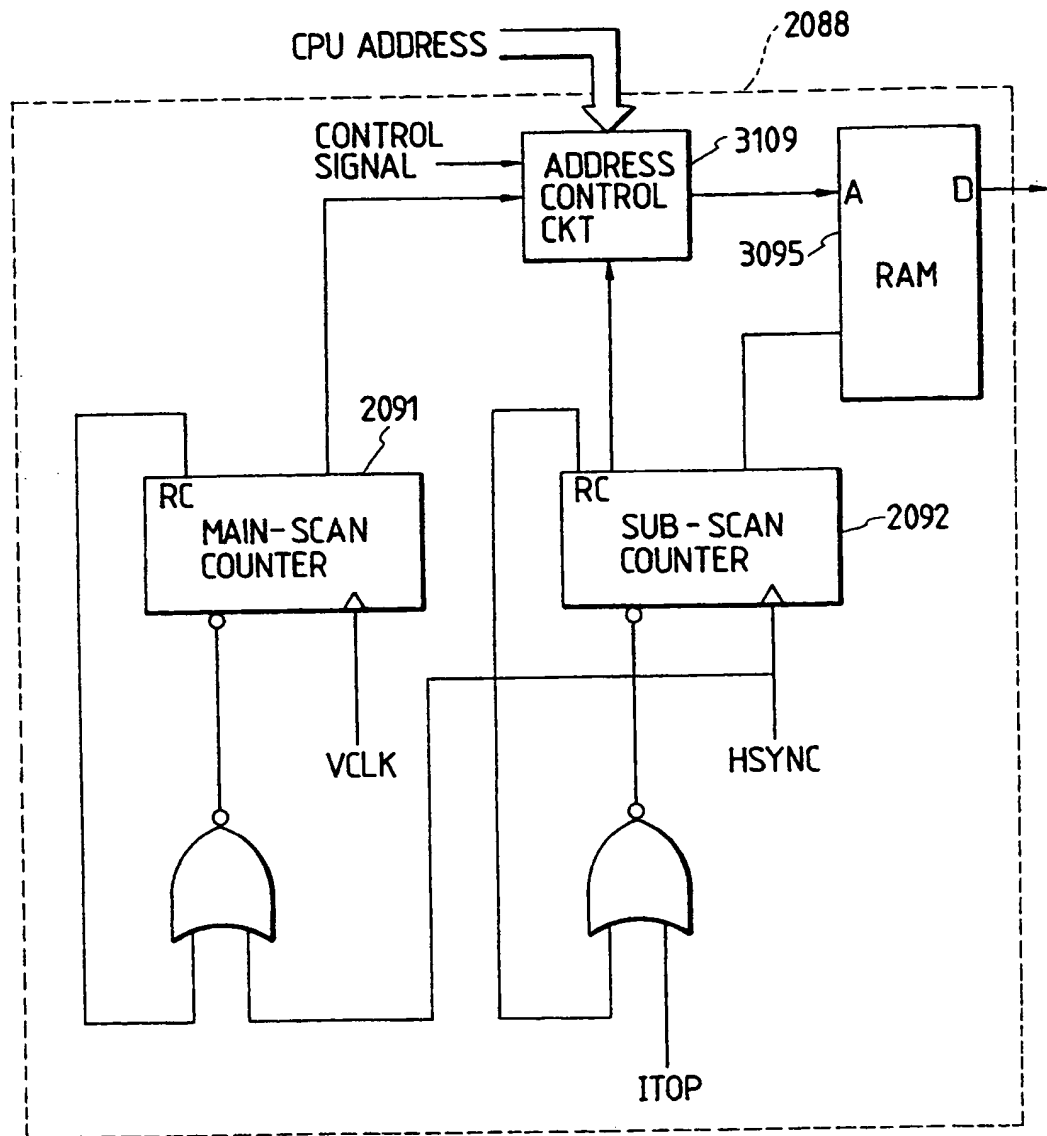 2088
CPU ADDRESS
CONTROL
SIGNAL
ADDRESS
CONTROL
CKT
3109
A
D
3095
RAM
2091
RC
MAIN-SCAN
COUNTER
RC
SUB-SCAN
COUNTER
2092
VCLK
HSYNC
ITOP